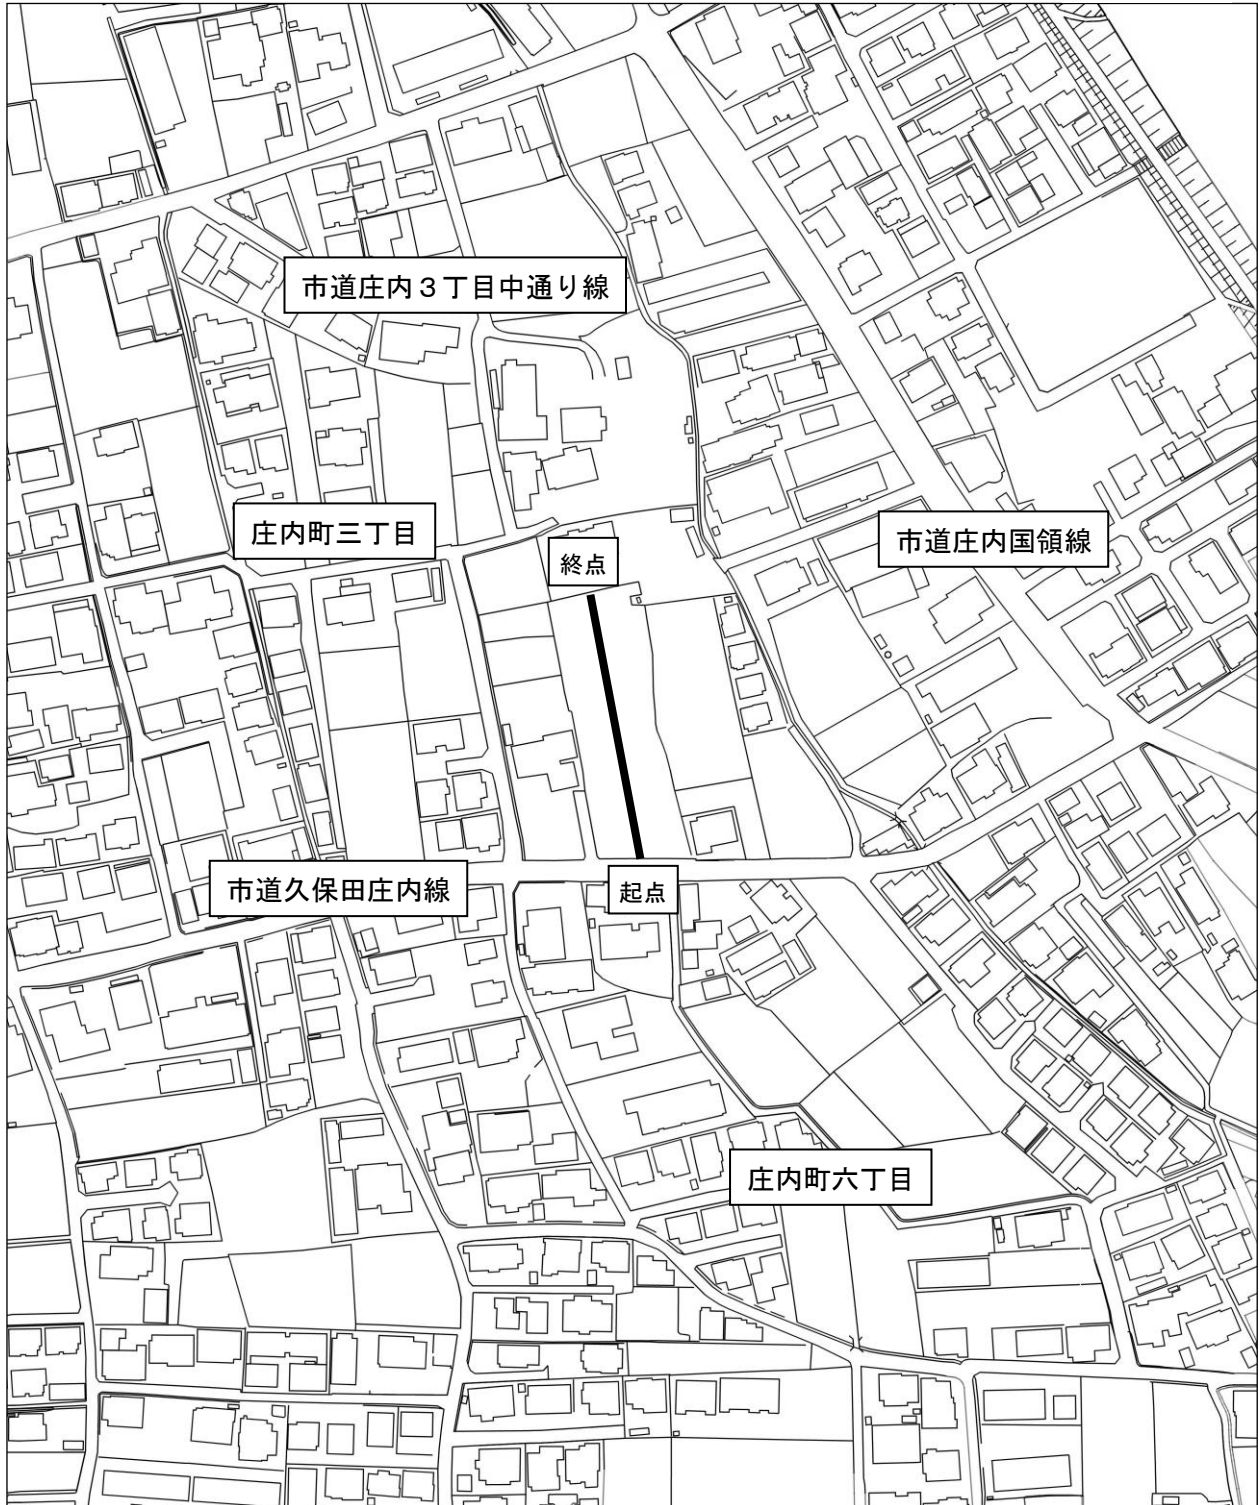 市道庄内３丁目中通り線
庄内町三丁目
市道庄内国領線
終点
市道久保田庄内線
起点
庄内町六丁目